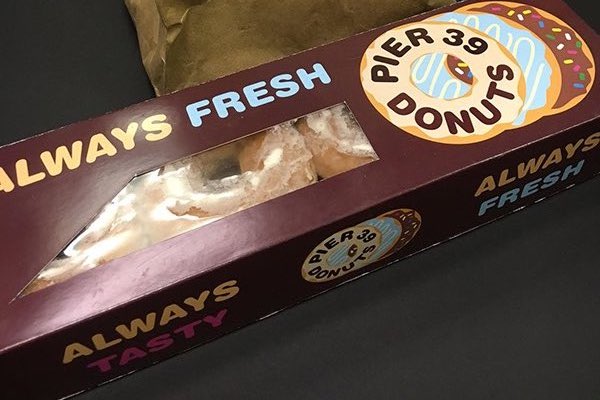 PIER 39
DONUTS
ALWAYS FRESH
ALWAYS
FRESH
PIER 39
DONUTS
ALWAYS
TASTY